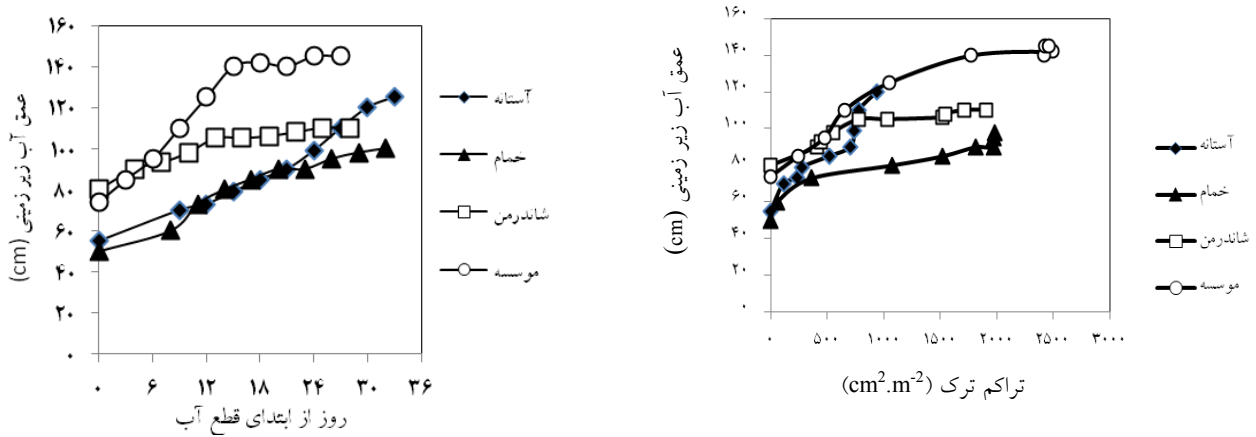 ۱۶۰
۱۴۰
۱۲۰
۱۰۰
۸۰
۶۰
۴۰
۲۰
۰
عمق آب زیر زمینی (cm)
۰ ۶ ۱۲ ۱۸ ۲۴ ۳۰ ۳۶
روز از ابتدای قطع آب
آستانه
خمام
شاندرمن
موسسه
۱۶۰
۱۴۰
۱۲۰
۱۰۰
۸۰
۶۰
۴۰
۲۰
۰
عمق آب زیر زمینی (cm)
۰ ۵۰۰ ۱۰۰۰ ۱۵۰۰ ۲۰۰۰ ۲۵۰۰ ۳۰۰۰
تراکم ترک (cm².m⁻²)
آستانه
خمام
شاندرمن
موسسه